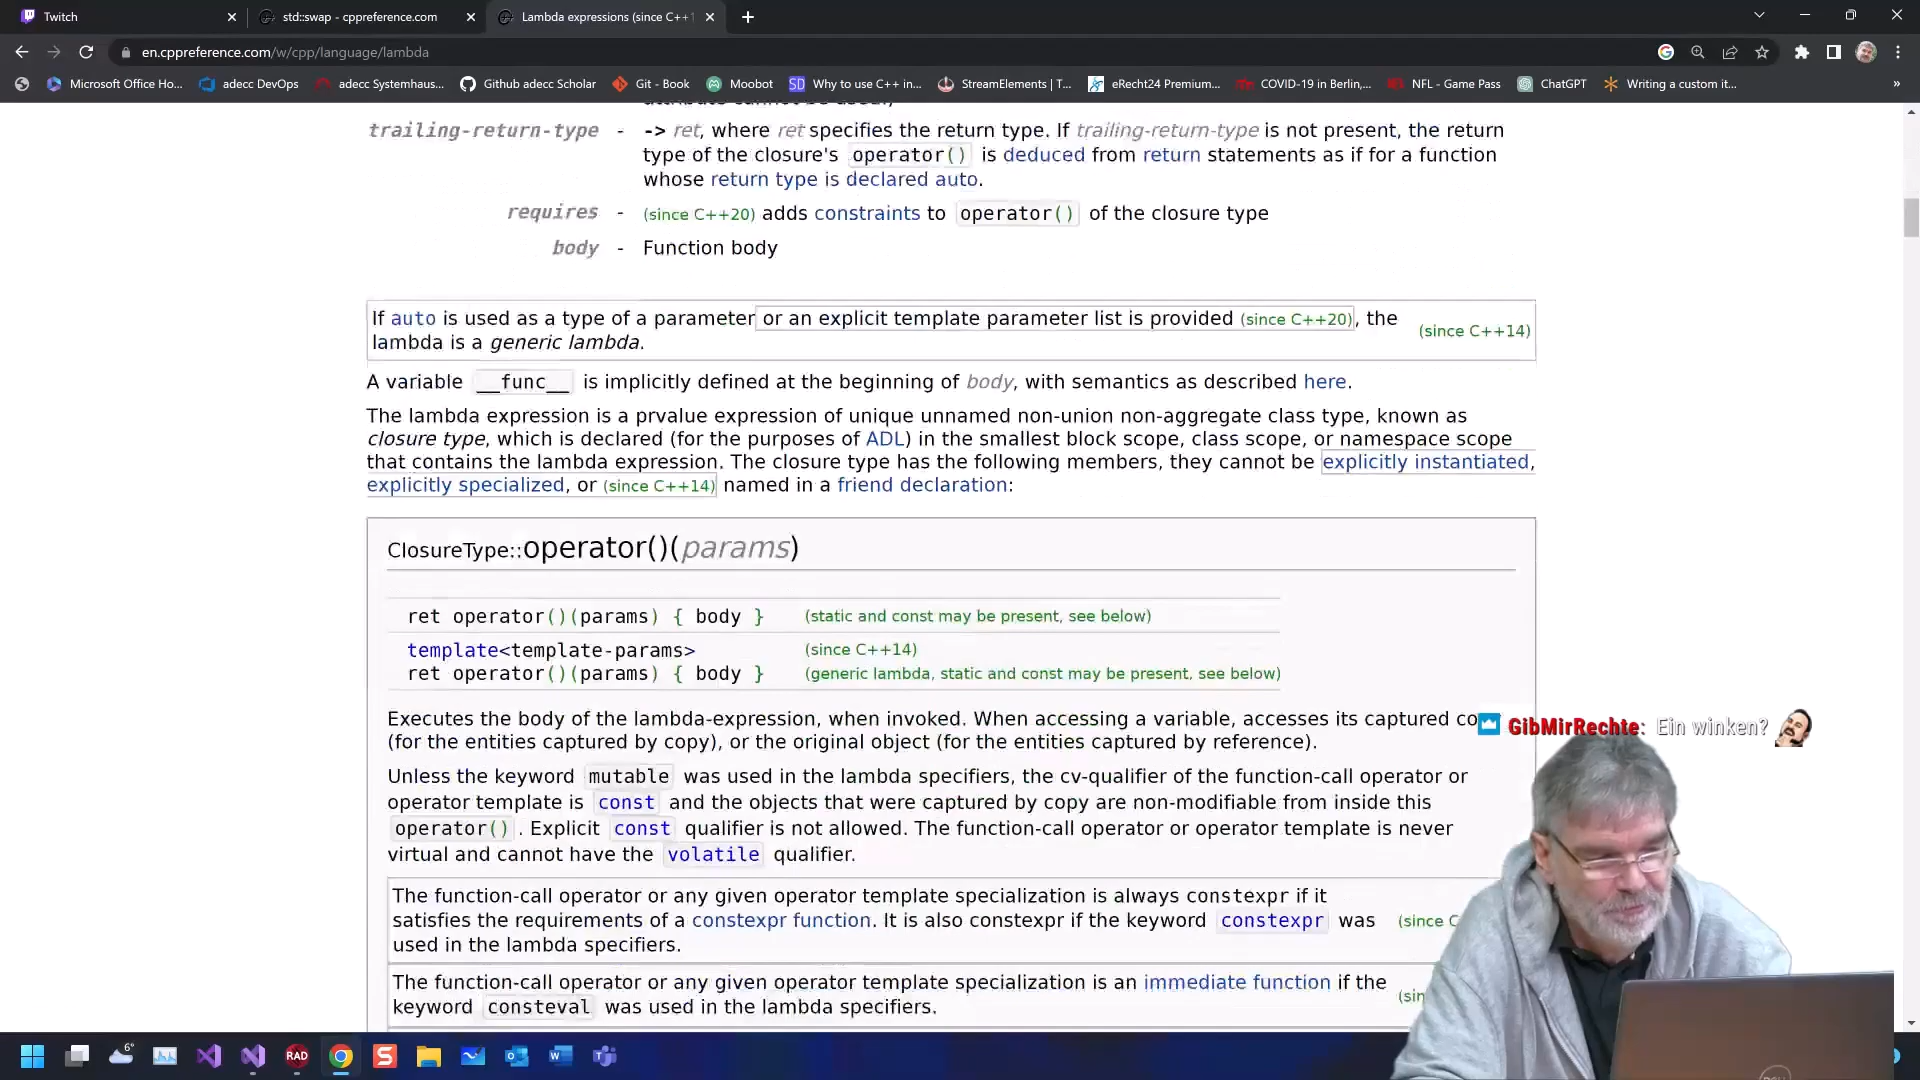 Twitch
std::swap - cppreference.com
Lambda expressions (since C++1
en.cppreference.com/w/cpp/language/lambda
Microsoft Office Ho...
adecc DevOps
adecc Systemhaus...
Github adecc Scholar
Git - Book
Moobot
SD
Why to use C++ in...
StreamElements | T...
eRecht24 Premium...
COVID-19 in Berlin,...
NFL - Game Pass
ChatGPT
Writing a custom it...
»
trailing-return-type - -> ret, where ret specifies the return type. If trailing-return-type is not present, the return
type of the closure's operator() is deduced from return statements as if for a function
whose return type is declared auto.
requires - (since C++20) adds constraints to operator() of the closure type
body - Function body
If auto is used as a type of a parameter or an explicit template parameter list is provided (since C++20), the
lambda is a generic lambda.
(since C++14)
A variable __func__ is implicitly defined at the beginning of body, with semantics as described here.
The lambda expression is a prvalue expression of unique unnamed non-union non-aggregate class type, known as
closure type, which is declared (for the purposes of ADL) in the smallest block scope, class scope, or namespace scope
that contains the lambda expression. The closure type has the following members, they cannot be explicitly instantiated,
explicitly specialized, or (since C++14) named in a friend declaration:
ClosureType::operator()(params)
ret operator()(params) { body } (static and const may be present, see below)
template<template-params> (since C++14)
ret operator()(params) { body } (generic lambda, static and const may be present, see below)
Executes the body of the lambda-expression, when invoked. When accessing a variable, accesses its captured co
(for the entities captured by copy), or the original object (for the entities captured by reference).
GibMirRechte: Ein winken?
Unless the keyword mutable was used in the lambda specifiers, the cv-qualifier of the function-call operator or
operator template is const and the objects that were captured by copy are non-modifiable from inside this
operator() . Explicit const qualifier is not allowed. The function-call operator or operator template is never
virtual and cannot have the volatile qualifier.
The function-call operator or any given operator template specialization is always constexpr if it
satisfies the requirements of a constexpr function. It is also constexpr if the keyword constexpr was
used in the lambda specifiers.
(since C
The function-call operator or any given operator template specialization is an immediate function if the
keyword consteval was used in the lambda specifiers.
(sin
6°
RAD